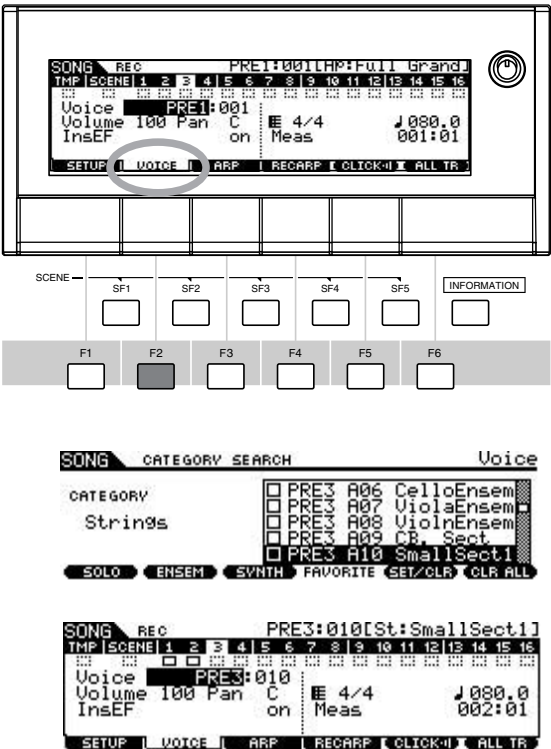 SONG REC PRE1:001[AP:Full Grand]
TMP SCENE 1 2 3 4 5 6 7 8 9 10 11 12 13 14 15 16
Voice PRE1:001
Volume 100 Pan C 4/4 ♩080.0
InsEF on Meas 001:01
SETUP VOICE ARP RECARP CLICK ALL TR
SCENE
SF1 SF2 SF3 SF4 SF5 INFORMATION
F1 F2 F3 F4 F5 F6
SONG CATEGORY SEARCH Voice
CATEGORY
Strings
PRE3 A06 CelloEnsem
PRE3 A07 ViolaEnsem
PRE3 A08 ViolnEnsem
PRE3 A09 CB. Sect
PRE3 A10 SmallSect1
SOLO ENSEM SYNTH FAVORITE SET/CLR CLR ALL
SONG REC PRE3:010[St:SmallSect1]
TMP SCENE 1 2 3 4 5 6 7 8 9 10 11 12 13 14 15 16
Voice PRE3:010
Volume 100 Pan C 4/4 ♩080.0
InsEF on Meas 002:01
SETUP VOICE ARP RECARP CLICK ALL TR